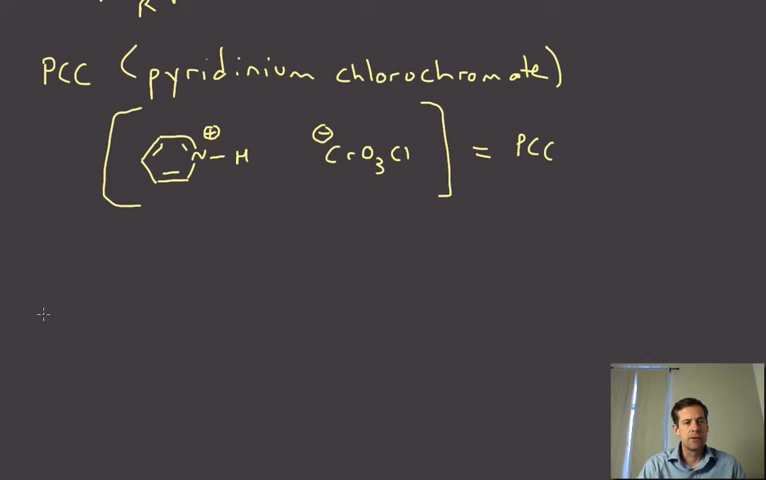 R
PCC (pyridinium chlorochromate)
[ N-H ⊕ ⊖ CrO3Cl ] = PCC